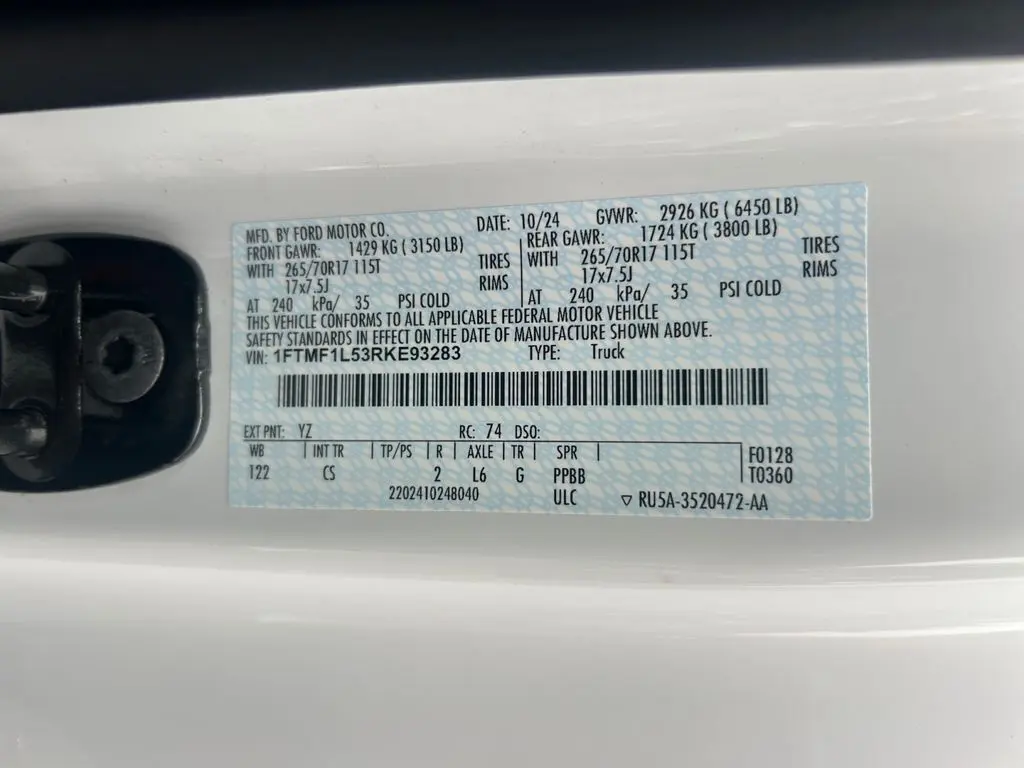 MFD. BY FORD MOTOR CO. DATE: 10/24 GVWR: 2926 KG ( 6450 LB)
FRONT GAWR: 1429 KG ( 3150 LB) REAR GAWR: 1724 KG ( 3800 LB)
WITH 265/70R17 115T TIRES WITH 265/70R17 115T TIRES
17x7.5J RIMS 17x7.5J RIMS
AT 240 kPa/ 35 PSI COLD AT 240 kPa/ 35 PSI COLD
THIS VEHICLE CONFORMS TO ALL APPLICABLE FEDERAL MOTOR VEHICLE
SAFETY STANDARDS IN EFFECT ON THE DATE OF MANUFACTURE SHOWN ABOVE.
VIN: 1FTMF1L53RKE93283 TYPE: Truck
EXT PNT: YZ RC: 74 DSO:
WB INT TR TP/PS R AXLE TR SPR F0128
122 CS 2 L6 G PPBB T0360
2202410248040 ULC ▽ RU5A-3520472-AA